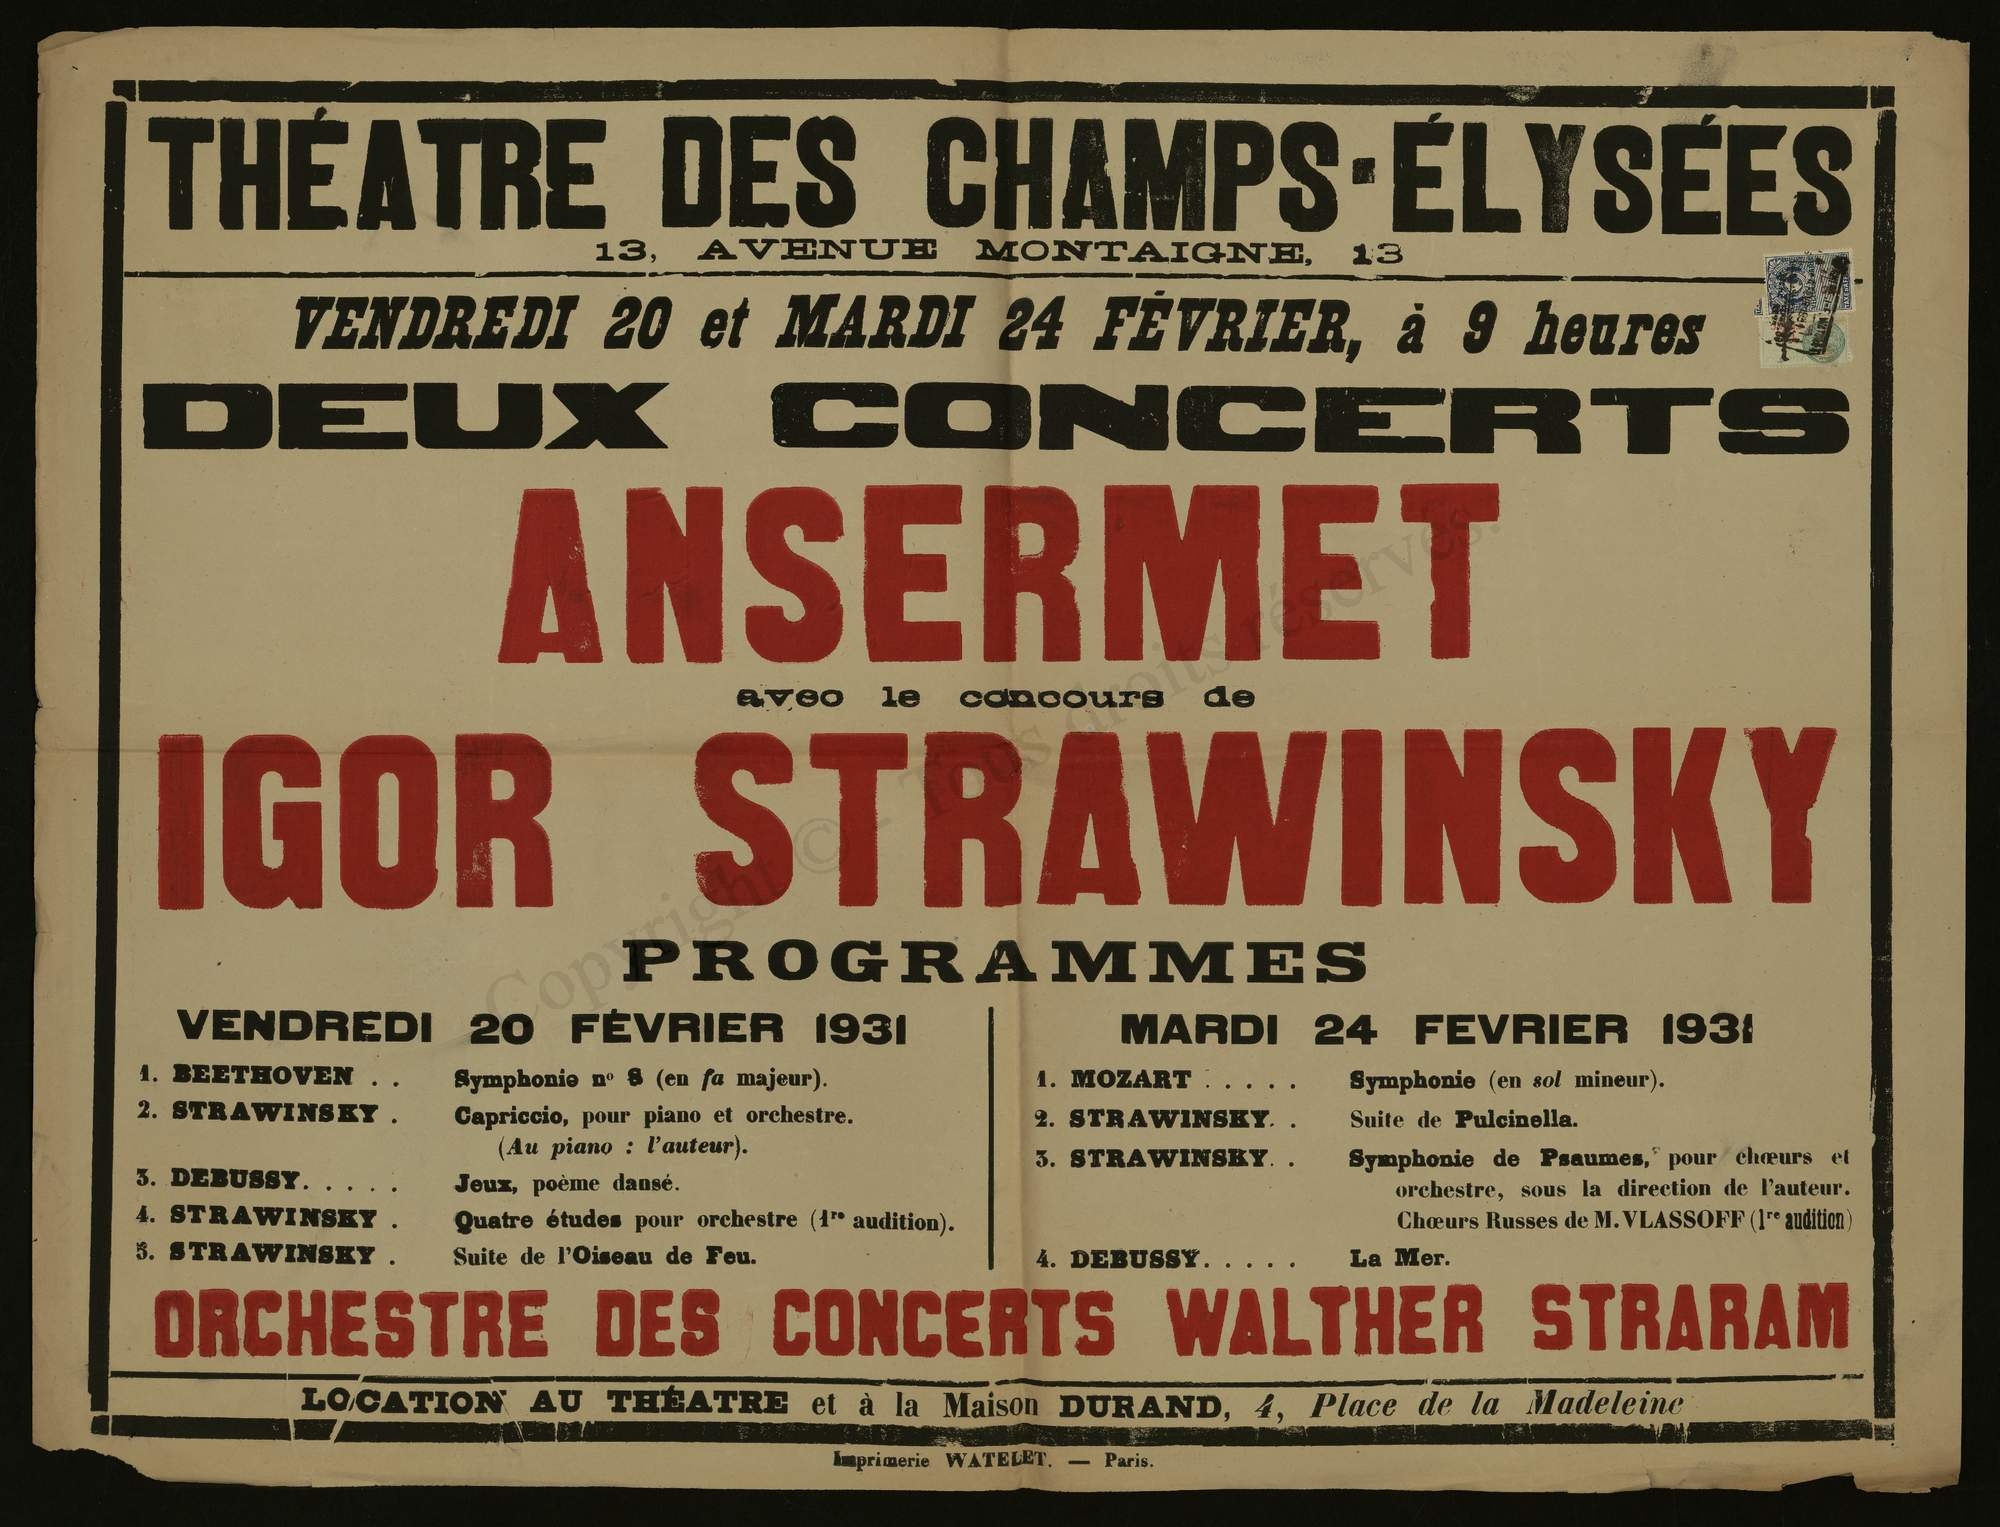 THÉATRE DES CHAMPS-ÉLYSÉES
13, AVENUE MONTAIGNE, 13
VENDREDI 20 et MARDI 24 FÉVRIER, à 9 heures
DEUX CONCERTS
ANSERMET
avec le concours de
IGOR STRAWINSKY
PROGRAMMES
VENDREDI 20 FÉVRIER 1931
1. BEETHOVEN . . Symphonie nº 8 (en fa majeur).
2. STRAWINSKY . Capriccio, pour piano et orchestre.
(Au piano : l'auteur).
3. DEBUSSY. . . . . Jeux, poème dansé.
4. STRAWINSKY . Quatre études pour orchestre (1re audition).
5. STRAWINSKY . Suite de l'Oiseau de Feu.
MARDI 24 FEVRIER 1931
1. MOZART . . . . . Symphonie (en sol mineur).
2. STRAWINSKY. . Suite de Pulcinella.
3. STRAWINSKY. . Symphonie de Psaumes, pour chœurs et
orchestre, sous la direction de l'auteur.
Chœurs Russes de M. VLASSOFF (1re audition)
4. DEBUSSY. . . . . La Mer.
ORCHESTRE DES CONCERTS WALTHER STRARAM
LOCATION AU THÉATRE et à la Maison DURAND, 4, Place de la Madeleine
Imprimerie WATELET. — Paris.
Copyright © - Tous droits réservés.